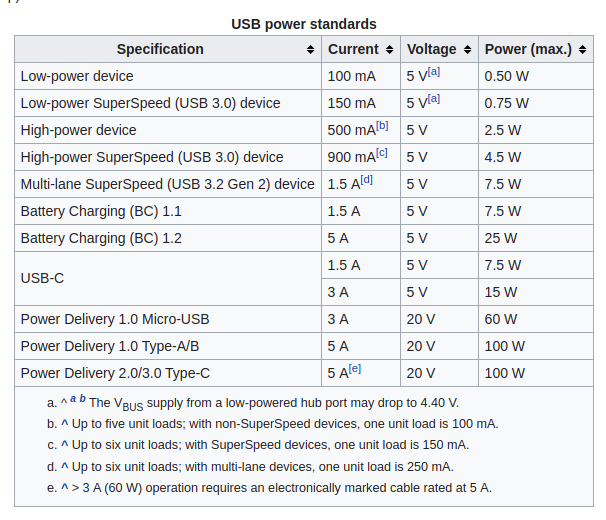 USB power standards
Specification Current Voltage Power (max.)
Low-power device 100 mA 5 V[a] 0.50 W
Low-power SuperSpeed (USB 3.0) device 150 mA 5 V[a] 0.75 W
High-power device 500 mA[b] 5 V 2.5 W
High-power SuperSpeed (USB 3.0) device 900 mA[c] 5 V 4.5 W
Multi-lane SuperSpeed (USB 3.2 Gen 2) device 1.5 A[d] 5 V 7.5 W
Battery Charging (BC) 1.1 1.5 A 5 V 7.5 W
Battery Charging (BC) 1.2 5 A 5 V 25 W
USB-C 1.5 A 5 V 7.5 W
3 A 5 V 15 W
Power Delivery 1.0 Micro-USB 3 A 20 V 60 W
Power Delivery 1.0 Type-A/B 5 A 20 V 100 W
Power Delivery 2.0/3.0 Type-C 5 A[e] 20 V 100 W
a. ^ a b The VBUS supply from a low-powered hub port may drop to 4.40 V.
b. ^ Up to five unit loads; with non-SuperSpeed devices, one unit load is 100 mA.
c. ^ Up to six unit loads; with SuperSpeed devices, one unit load is 150 mA.
d. ^ Up to six unit loads; with multi-lane devices, one unit load is 250 mA.
e. ^ > 3 A (60 W) operation requires an electronically marked cable rated at 5 A.